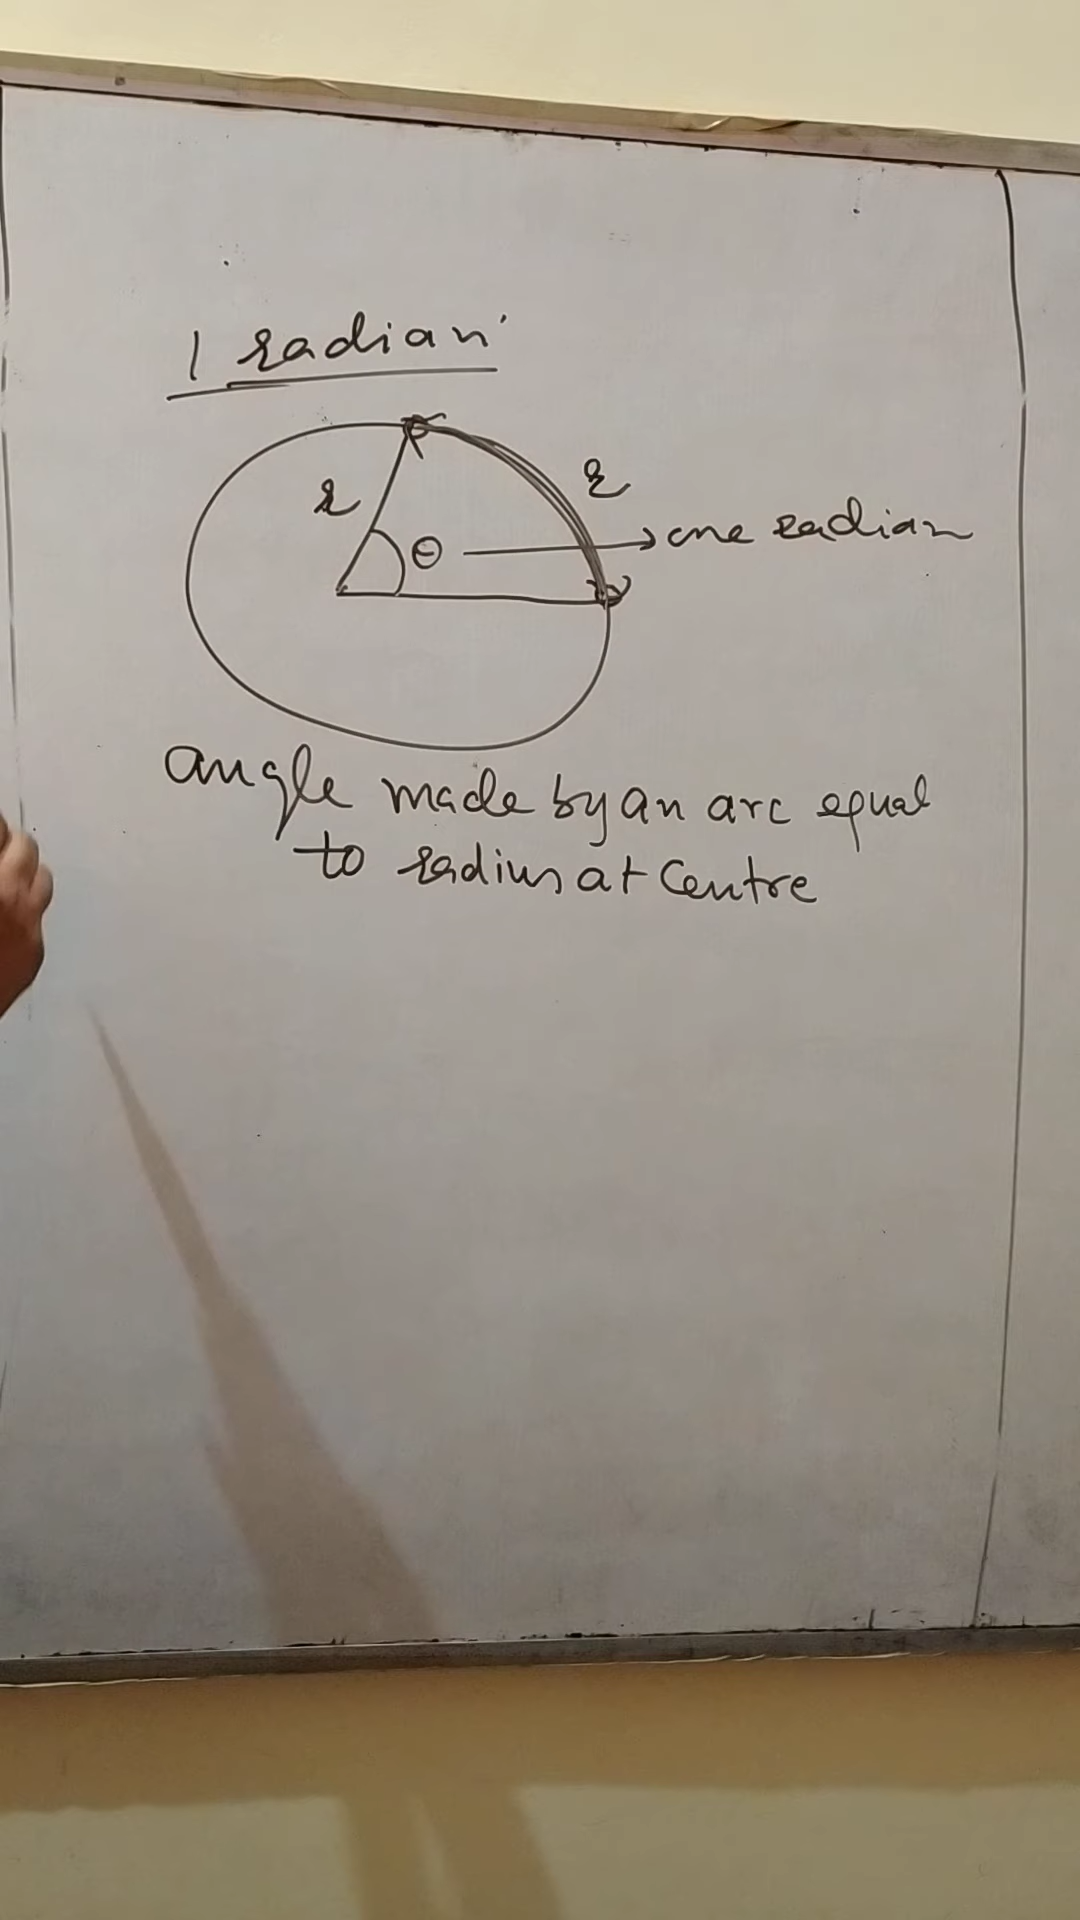 1 radian
r
r
θ → one radian
angle made by an arc equal
to radius at Centre